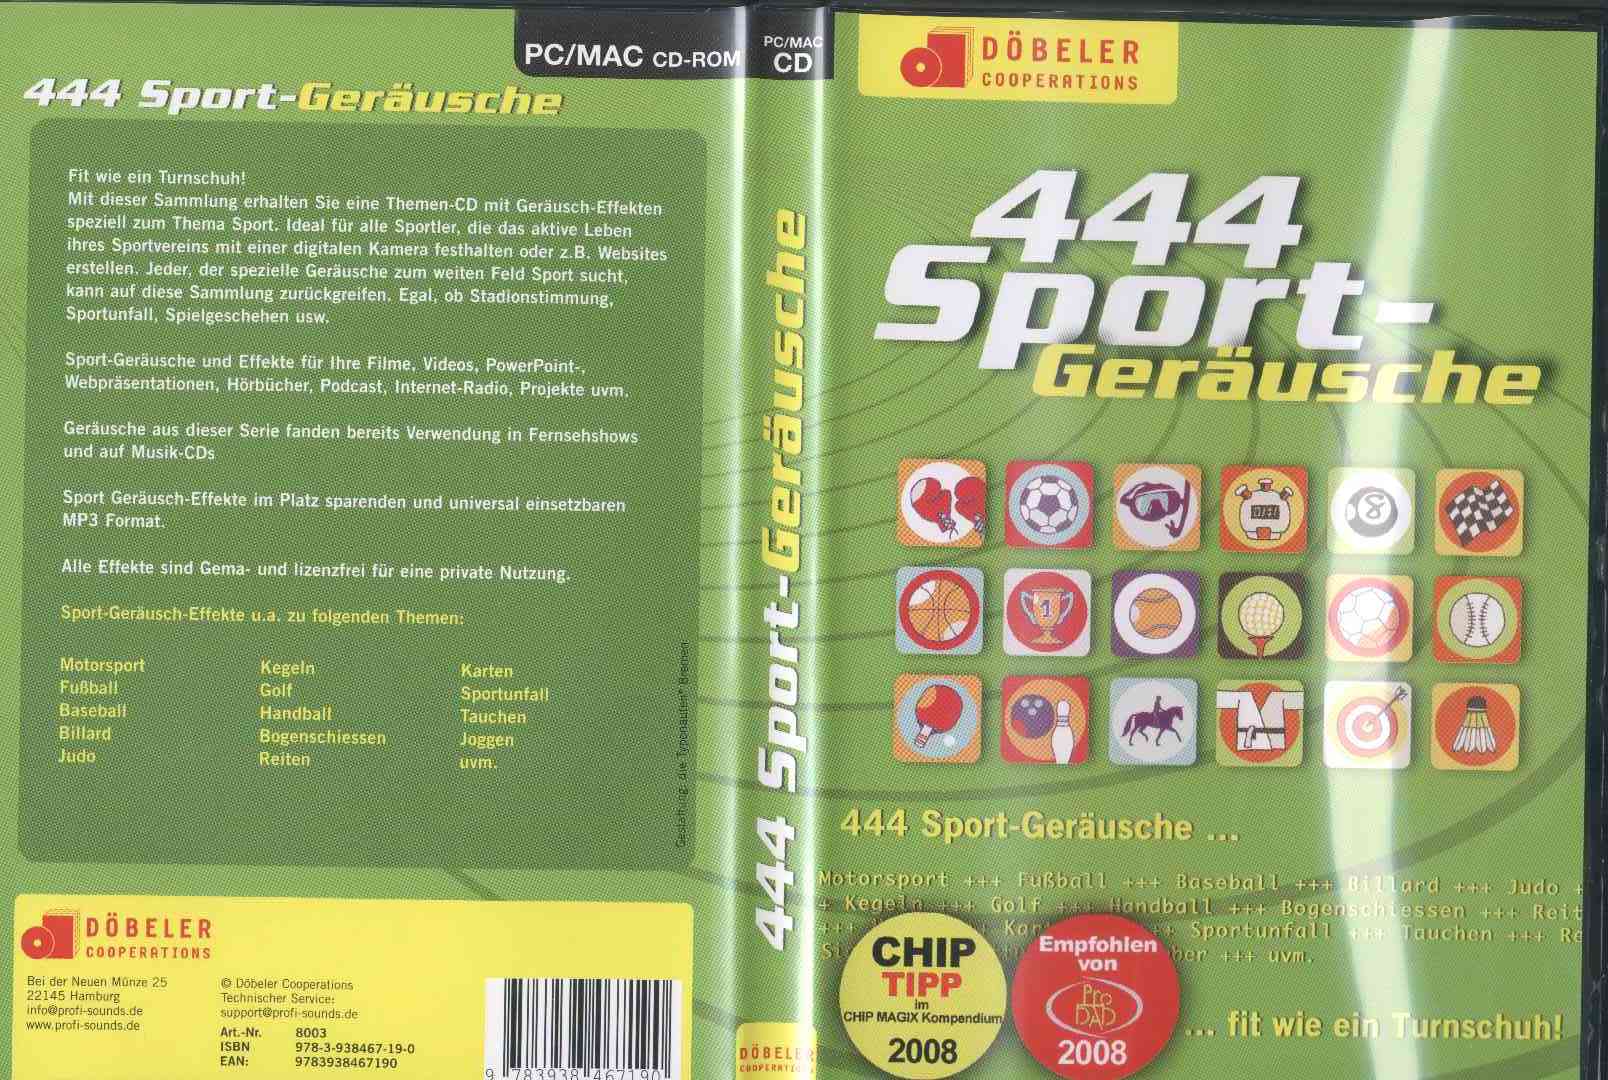 PC/MAC CD-ROM
444 Sport-Geräusche
Fit wie ein Turnschuh!
Mit dieser Sammlung erhalten Sie eine Themen-CD mit Geräusch-Effekten
speziell zum Thema Sport. Ideal für alle Sportler, die das aktive Leben
ihres Sportvereins mit einer digitalen Kamera festhalten oder z.B. Websites
erstellen. Jeder, der spezielle Geräusche zum weiten Feld Sport sucht,
kann auf diese Sammlung zurückgreifen. Egal, ob Stadionstimmung,
Sportunfall, Spielgeschehen usw.
Sport-Geräusche und Effekte für Ihre Filme, Videos, PowerPoint-,
Webpräsentationen, Hörbücher, Podcast, Internet-Radio, Projekte uvm.
Geräusche aus dieser Serie fanden bereits Verwendung in Fernsehshows
und auf Musik-CDs
Sport Geräusch-Effekte im Platz sparenden und universal einsetzbaren
MP3 Format.
Alle Effekte sind Gema- und lizenzfrei für eine private Nutzung.
Sport-Geräusch-Effekte u.a. zu folgenden Themen:
Motorsport
Fußball
Baseball
Billard
Judo
Kegeln
Golf
Handball
Bogenschiessen
Reiten
Karten
Sportunfall
Tauchen
Joggen
uvm.
Gestaltung: die Typonauten* Bremen
DÖBELER
COOPERATIONS
Bei der Neuen Münze 25
22145 Hamburg
info@profi-sounds.de
www.profi-sounds.de
© Döbeler Cooperations
Technischer Service:
support@profi-sounds.de
Art.-Nr. 8003
ISBN 978-3-938467-19-0
EAN: 9783938467190
9 783938 467190
PC/MAC
CD
444 Sport-Geräusche
DÖBELER
COOPERATIONS
DÖBELER
COOPERATIONS
444
Sport-
Geräusche
8
1
444 Sport-Geräusche ...
Motorsport +++ Fußball +++ Baseball +++ Billard +++ Judo +
+ Kegeln +++ Golf +++ Handball +++ Bogenschiessen +++ Reit
+++ Kar ++ Sportunfall +++ Tauchen +++ Re
ber +++ uvm.
CHIP
TIPP
im
CHIP MAGIX Kompendium
2008
Empfohlen
von
ProDAD
2008
... fit wie ein Turnschuh!